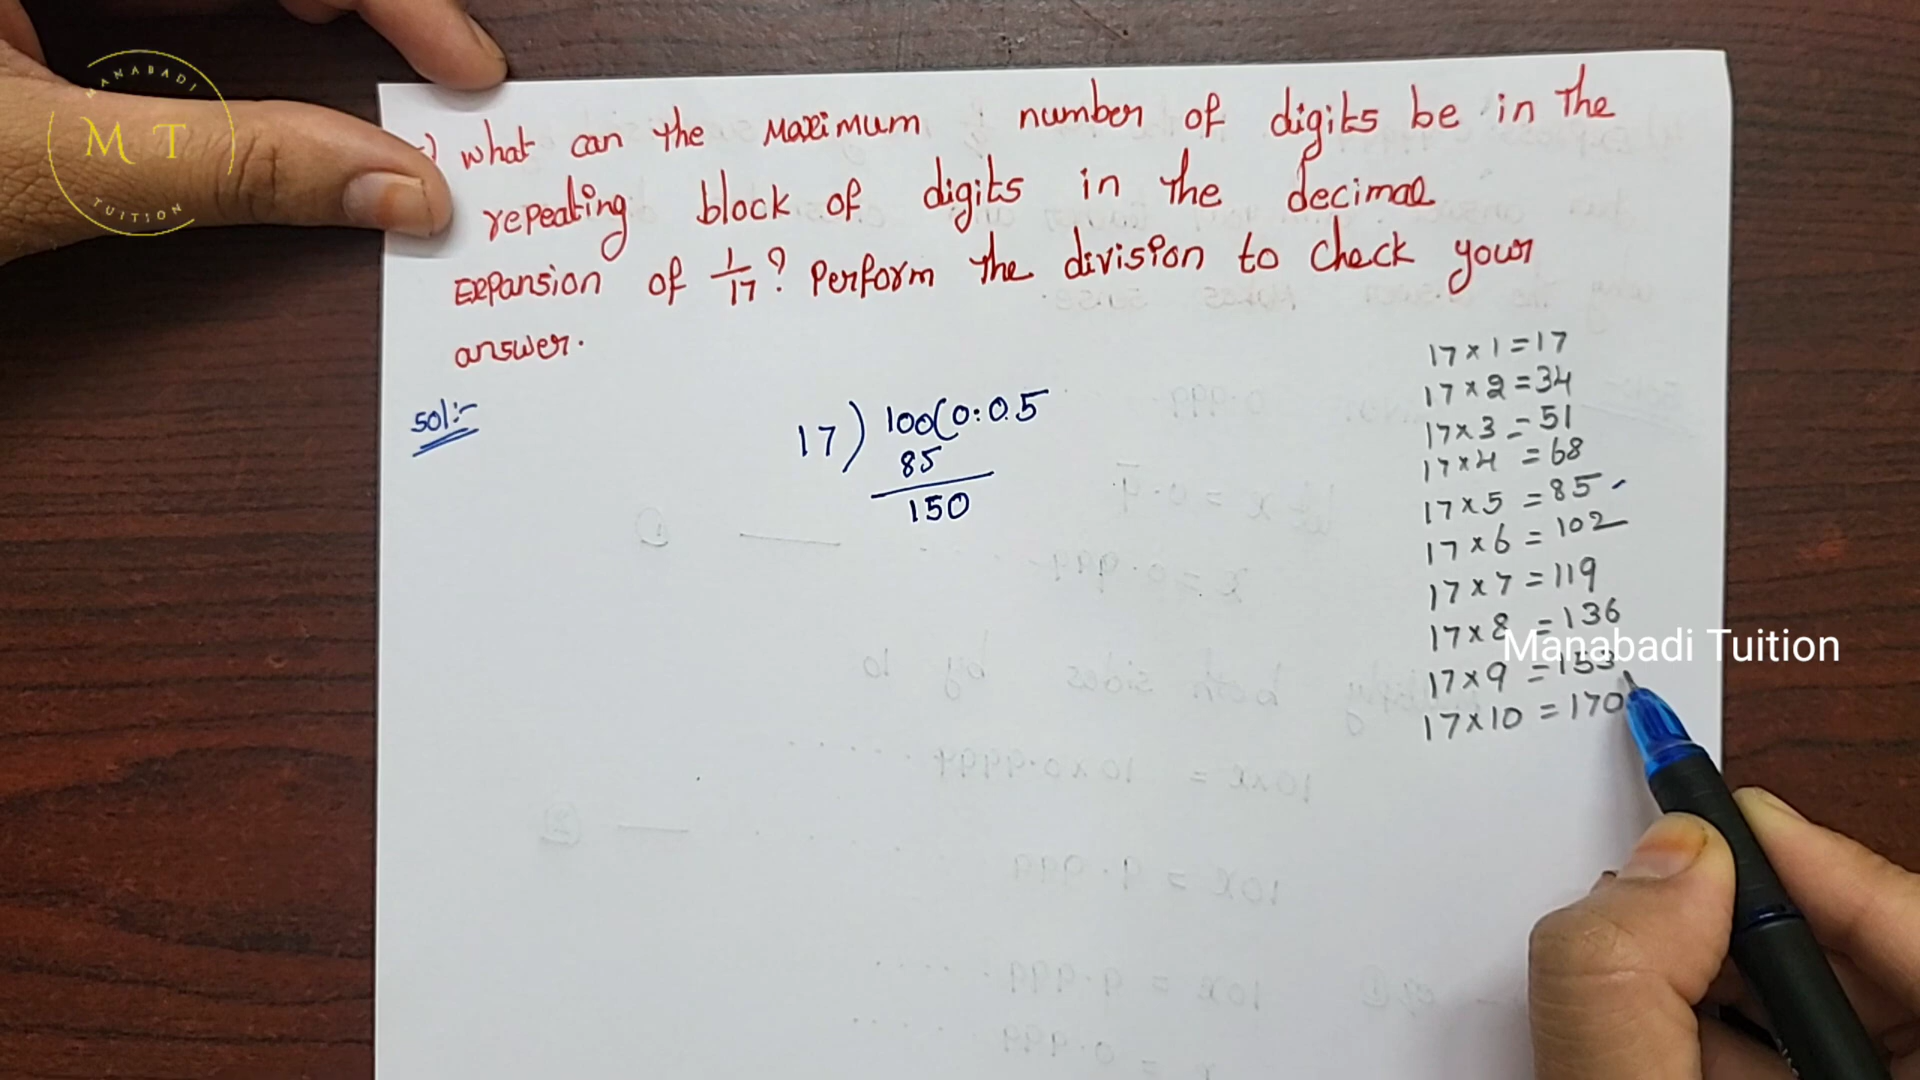 MANABADI
M T
TUITION
what can the maximum number of digits be in the
repeating block of digits in the decimal
Expansion of 1/17? Perform the division to check your
answer.
Sol:-
17) 100(0.05
85
150
17×1=17
17×2=34
17×3=51
17×4=68
17×5=85
17×6=102
17×7=119
17×8=136
17×9=153
17×10=170
Manabadi Tuition